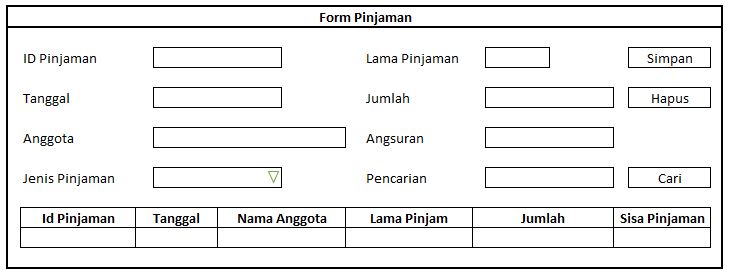 Form Pinjaman
ID Pinjaman Lama Pinjaman Simpan
Tanggal Jumlah Hapus
Anggota Angsuran
Jenis Pinjaman Pencarian Cari
Id Pinjaman Tanggal Nama Anggota Lama Pinjam Jumlah Sisa Pinjaman